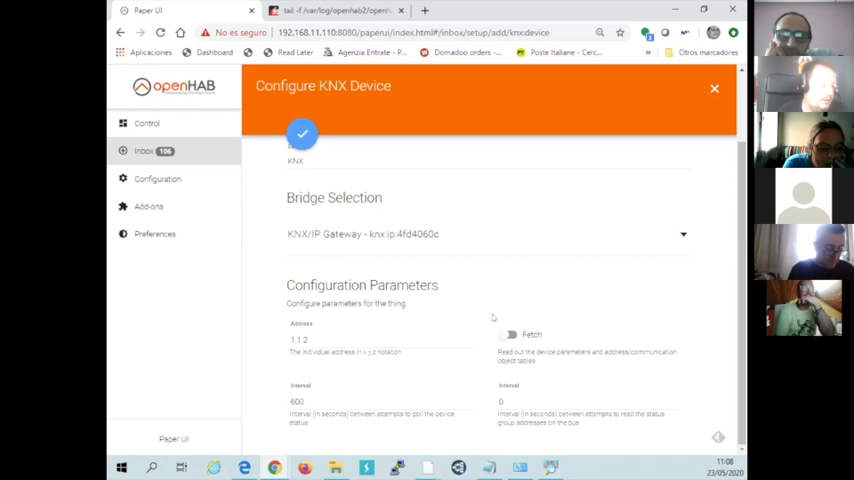 Paper UI
tail -f /var/log/openhab2/openh
No es seguro
192.168.11.110:8080/paperui/index.html#/inbox/setup/add/knx:device
Aplicaciones
Dashboard
Read Later
Agenzia Entrate - P...
Domadoo orders -...
Poste Italiane - Cerc...
»
Otros marcadores
openHAB
Configure KNX Device
Control
Inbox 106
Configuration
Add-ons
Preferences
KNX
Bridge Selection
KNX/IP Gateway - knx:ip:4fd4060c
Configuration Parameters
Configure parameters for the thing
Address
1.1.2
The individual address in x.y.z notation
Fetch
Read out the device parameters and address/communication
object tables
Interval
600
Interval (in seconds) between attempts to poll the device
status
Interval
0
Interval (in seconds) between attempts to read the status
group addresses on the bus
Paper UI
11:08
23/05/2020